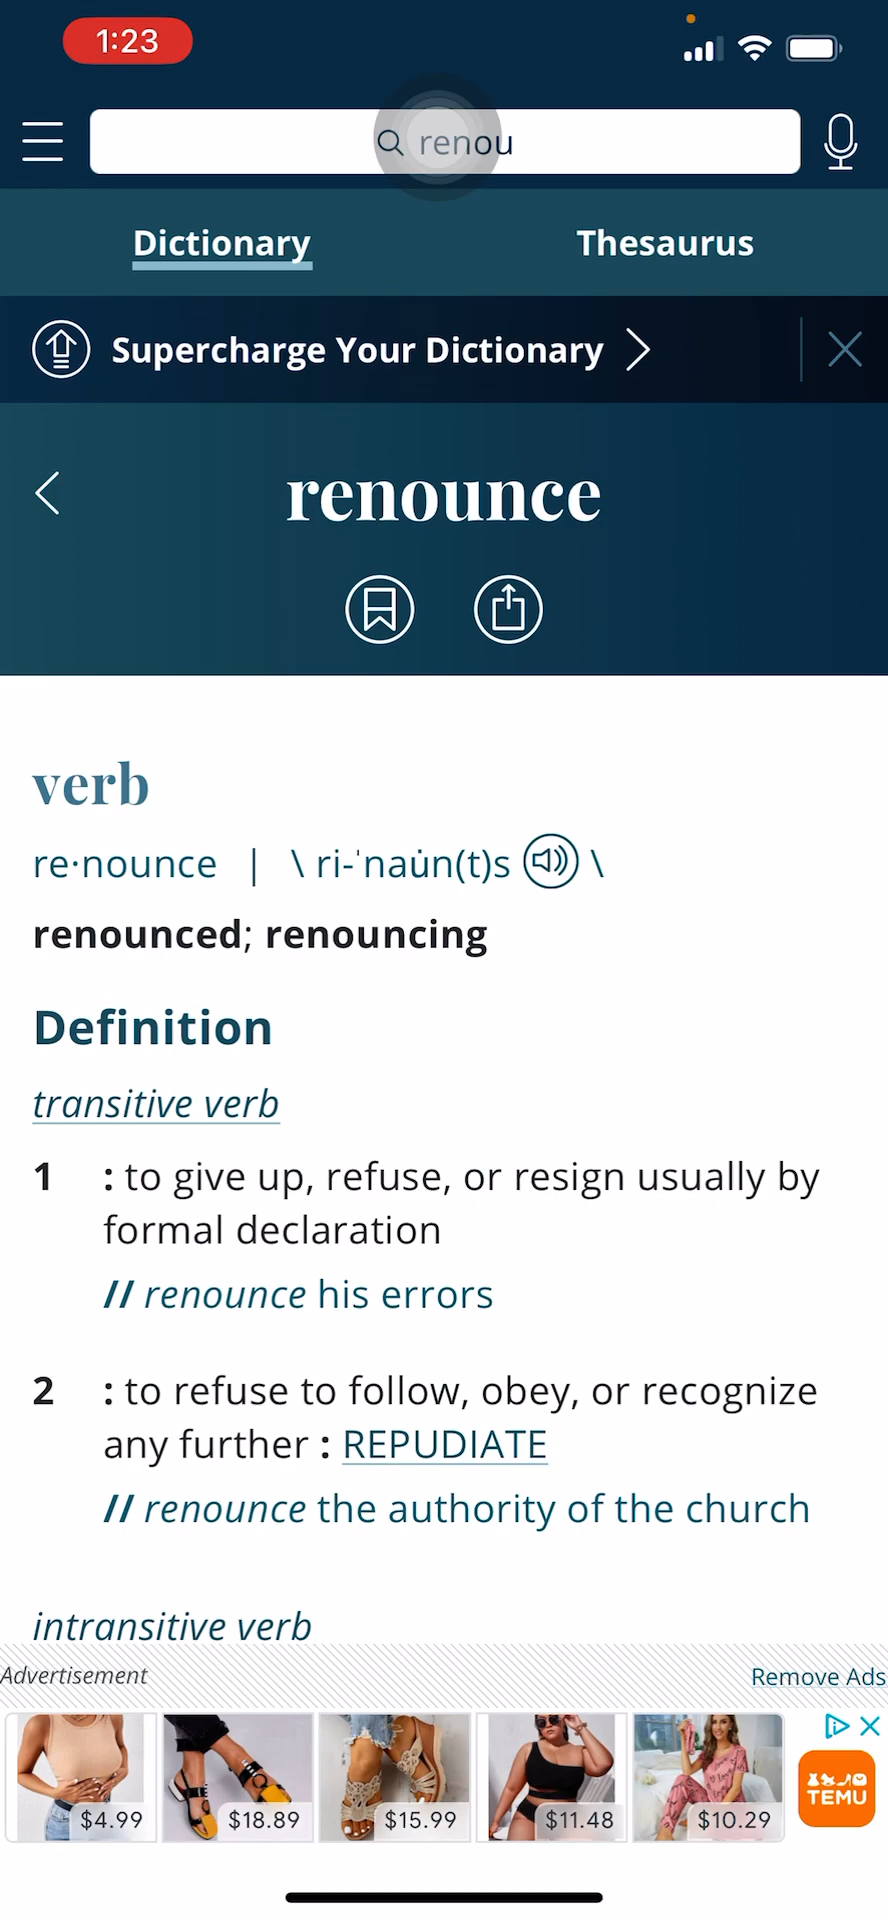 1:23
renou
Dictionary Thesaurus
Supercharge Your Dictionary
renounce
verb
re·nounce | \ ri-ˈnau̇n(t)s \
renounced; renouncing
Definition
transitive verb
1 : to give up, refuse, or resign usually by
formal declaration
// renounce his errors
2 : to refuse to follow, obey, or recognize
any further : REPUDIATE
// renounce the authority of the church
intransitive verb
Advertisement Remove Ads
$4.99 $18.89 $15.99 $11.48 $10.29 TEMU